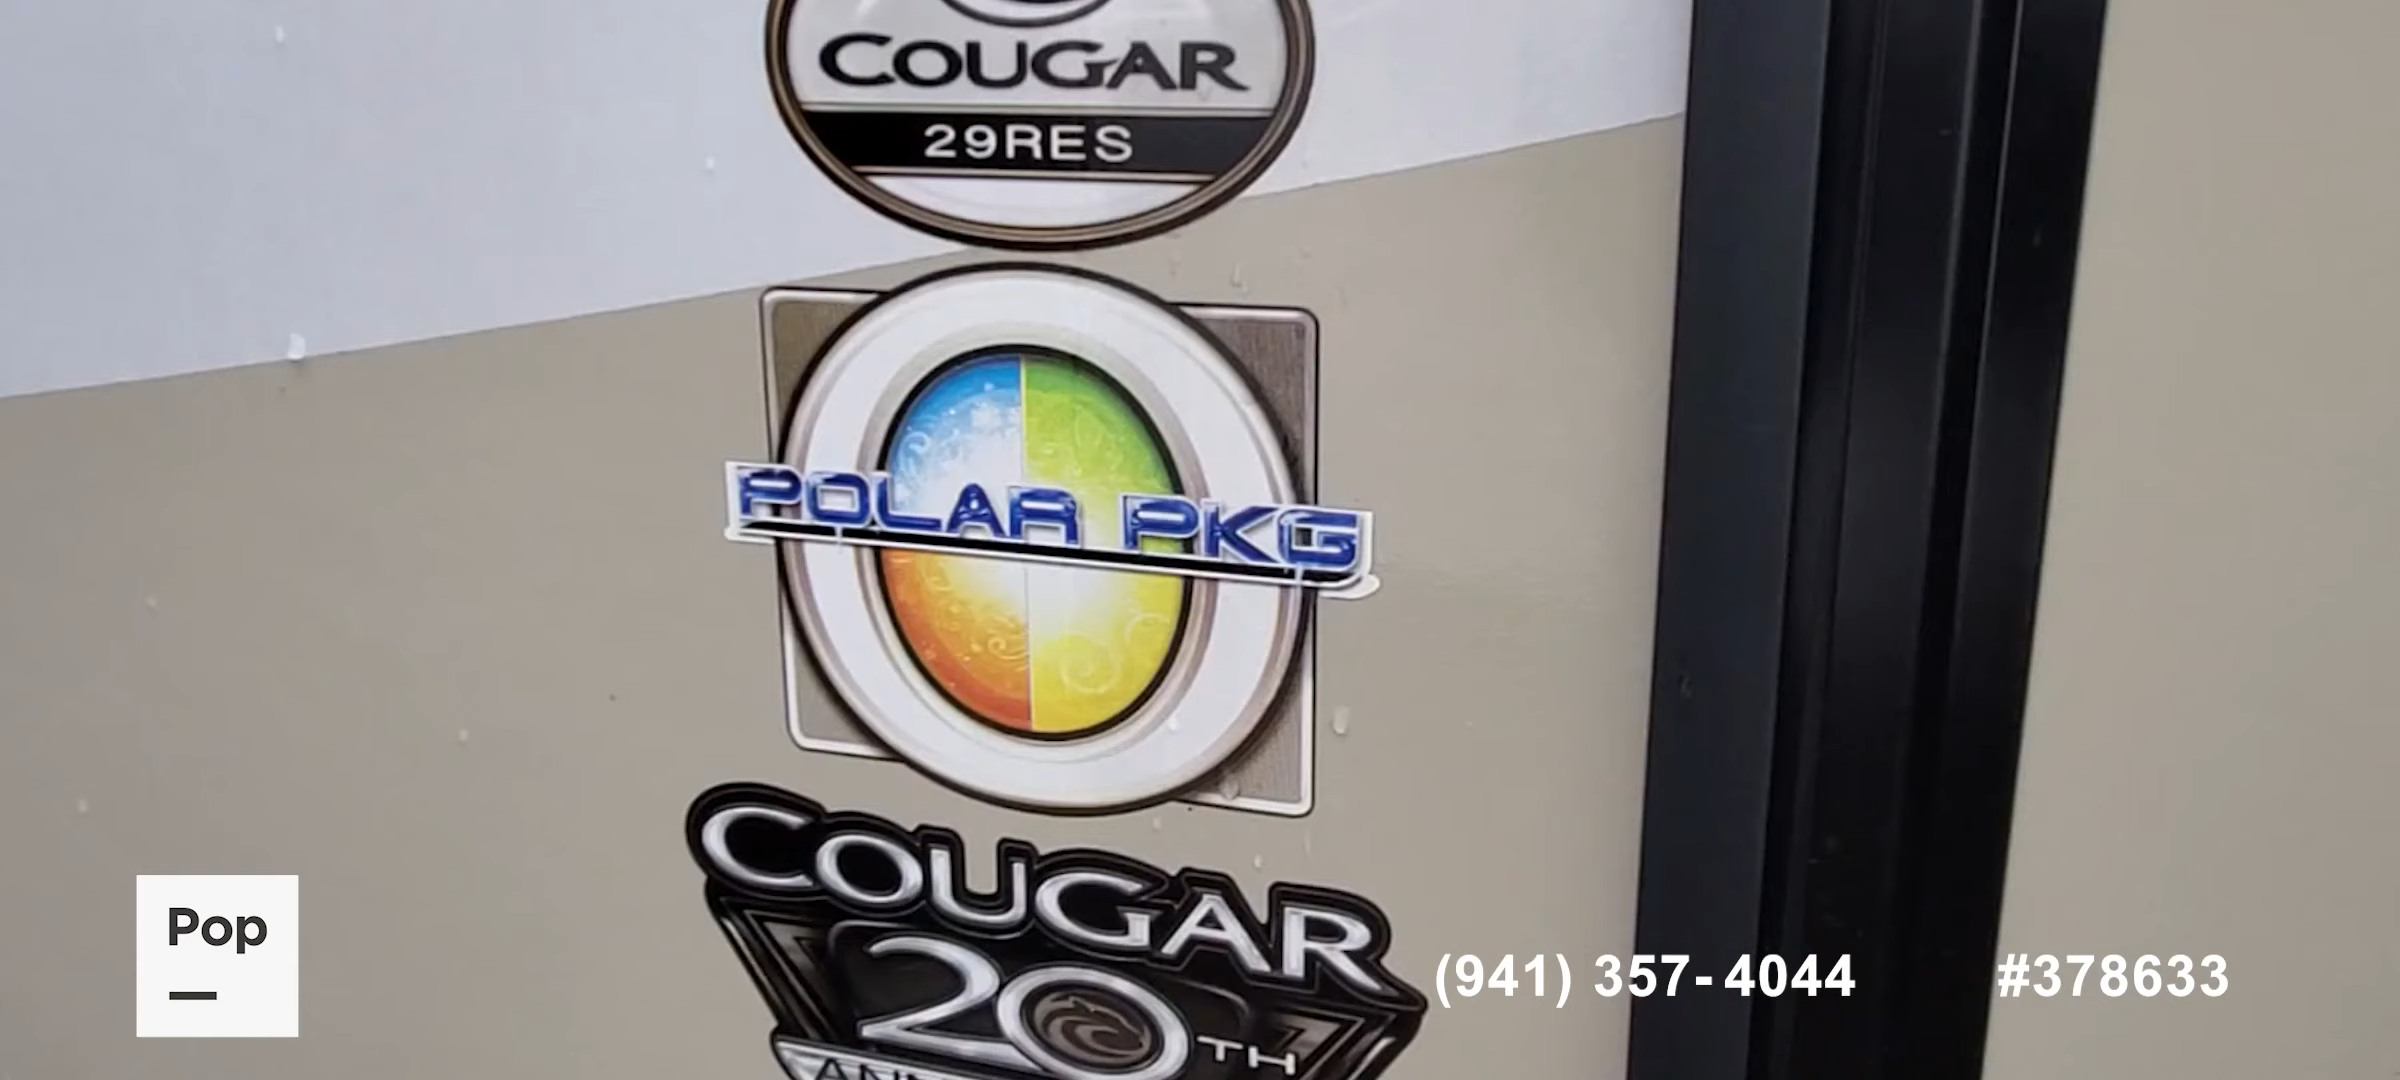 COUGAR
29RES
POLAR PKG
COUGAR
20TH
Pop
(941) 357-4044
#378633